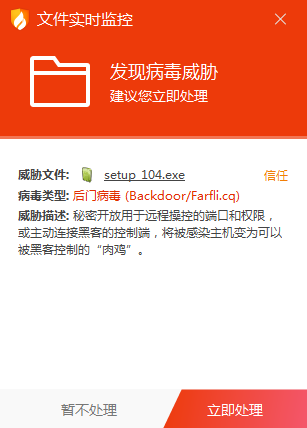 文件实时监控
发现病毒威胁
建议您立即处理
威胁文件: setup_104.exe 信任
病毒类型: 后门病毒 (Backdoor/Farfli.cq)
威胁描述: 秘密开放用于远程操控的端口和权限，
或主动连接黑客的控制端，将被感染主机变为可以
被黑客控制的“肉鸡”。
暂不处理 立即处理